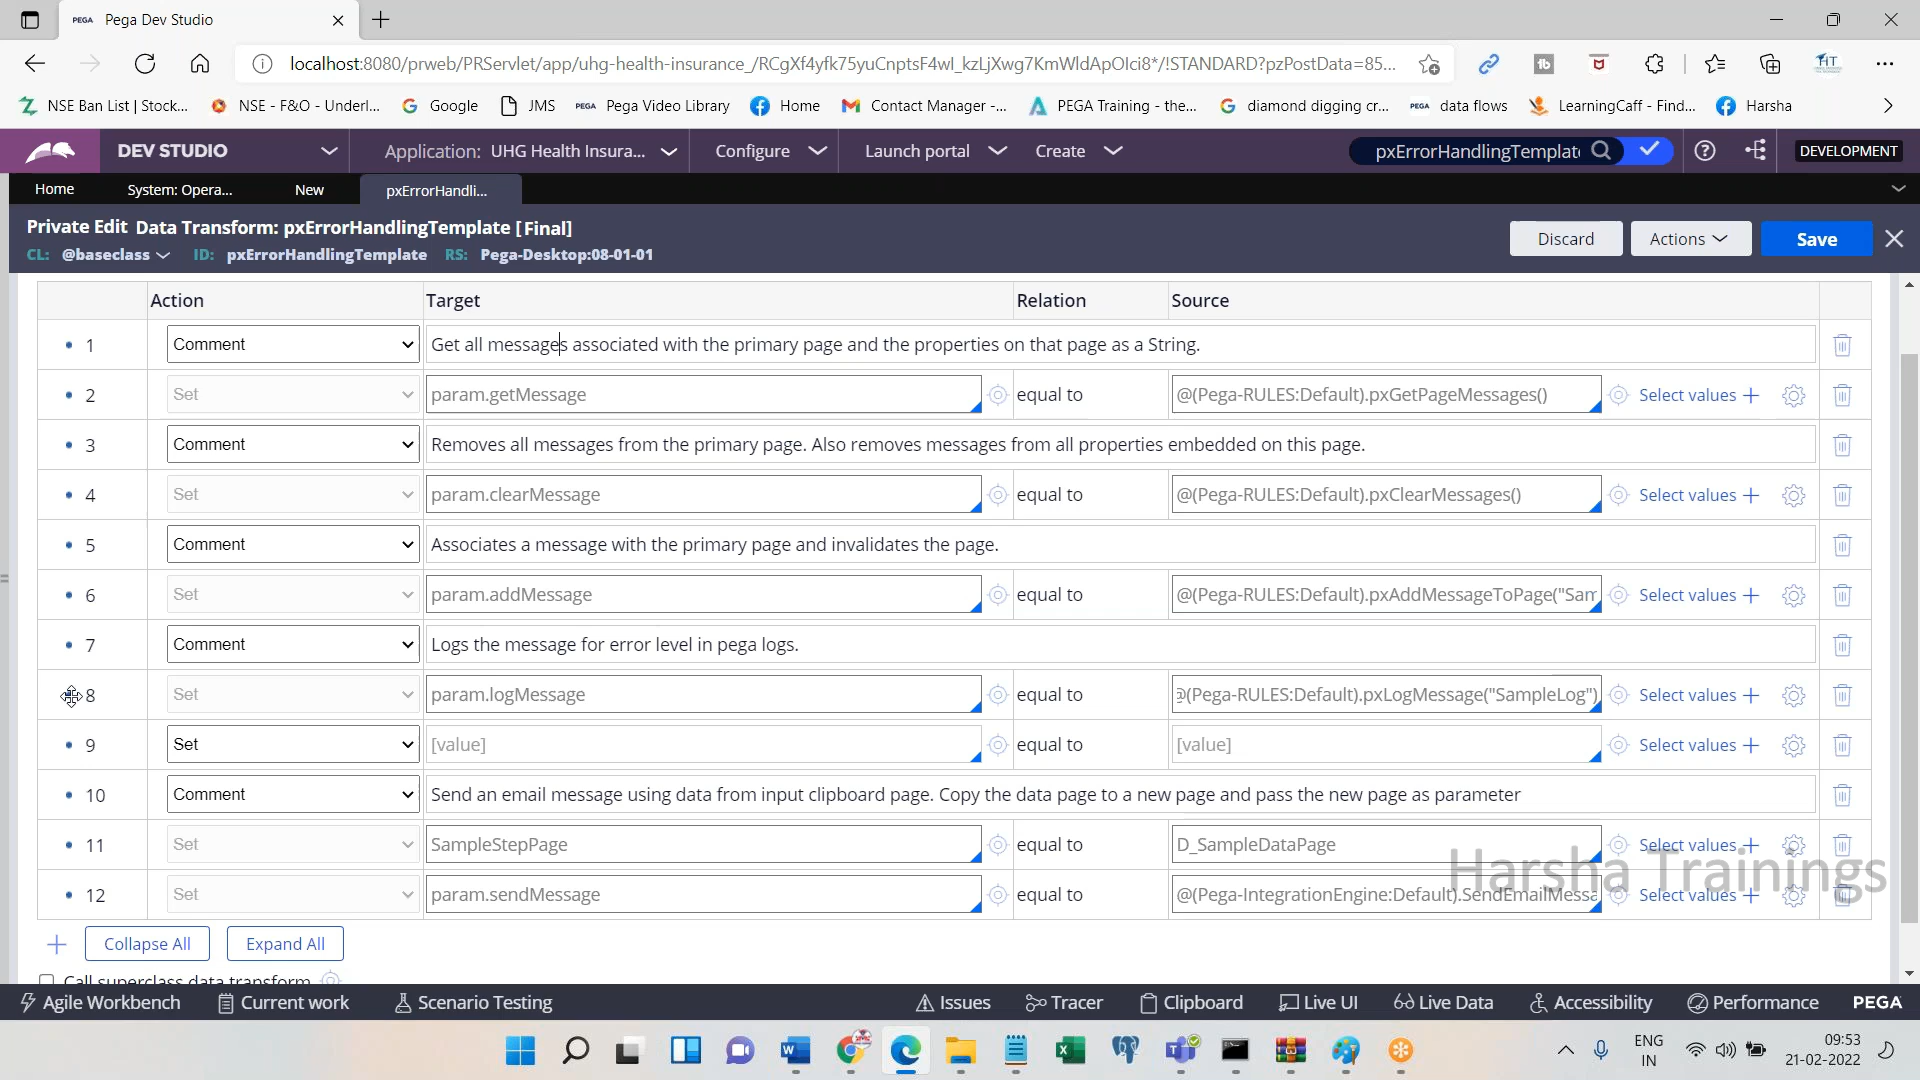 PEGA Pega Dev Studio
localhost:8080/prweb/PRServlet/app/uhg-health-insurance_/RCgXf4yfk75yuCnptsF4wl_kzLjXwg7KmWldApOIci8*/!STANDARD?pzPostData=85...
NSE Ban List | Stock... NSE - F&O - Underl... Google JMS PEGA Pega Video Library Home Contact Manager -... PEGA Training - the... diamond digging cr... PEGA data flows LearningCaff - Find... Harsha
DEV STUDIO Application: UHG Health Insura... Configure Launch portal Create pxErrorHandlingTemplate DEVELOPMENT
Home System: Opera... New pxErrorHandli...
Private Edit Data Transform: pxErrorHandlingTemplate [Final] Discard Actions Save
CL: @baseclass ID: pxErrorHandlingTemplate RS: Pega-Desktop:08-01-01
Action Target Relation Source
1 Comment Get all messages associated with the primary page and the properties on that page as a String.
2 Set param.getMessage equal to @(Pega-RULES:Default).pxGetPageMessages() Select values
3 Comment Removes all messages from the primary page. Also removes messages from all properties embedded on this page.
4 Set param.clearMessage equal to @(Pega-RULES:Default).pxClearMessages() Select values
5 Comment Associates a message with the primary page and invalidates the page.
6 Set param.addMessage equal to @(Pega-RULES:Default).pxAddMessageToPage("Sam Select values
7 Comment Logs the message for error level in pega logs.
8 Set param.logMessage equal to @(Pega-RULES:Default).pxLogMessage("SampleLog") Select values
9 Set [value] equal to [value] Select values
10 Comment Send an email message using data from input clipboard page. Copy the data page to a new page and pass the new page as parameter
11 Set SampleStepPage equal to D_SampleDataPage Select values
Harsha Trainings
12 Set param.sendMessage equal to @(Pega-IntegrationEngine:Default).SendEmailMessa Select values
Collapse All Expand All
Call superclass data transform
Agile Workbench Current work Scenario Testing Issues Tracer Clipboard Live UI Live Data Accessibility Performance PEGA
ENG 09:53
IN 21-02-2022